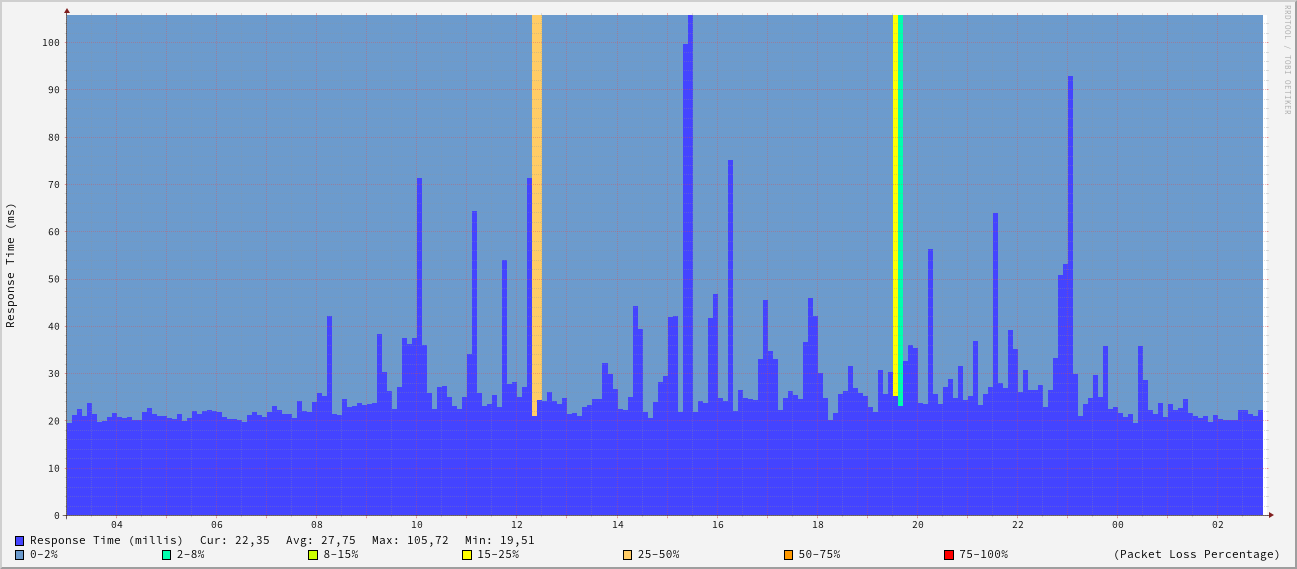 RRDTOOL / TOBI OETIKER
Response Time (ms)
100
90
80
70
60
50
40
30
20
10
0
04 06 08 10 12 14 16 18 20 22 00 02
Response Time (millis) Cur: 22,35 Avg: 27,75 Max: 105,72 Min: 19,51
0-2% 2-8% 8-15% 15-25% 25-50% 50-75% 75-100% (Packet Loss Percentage)